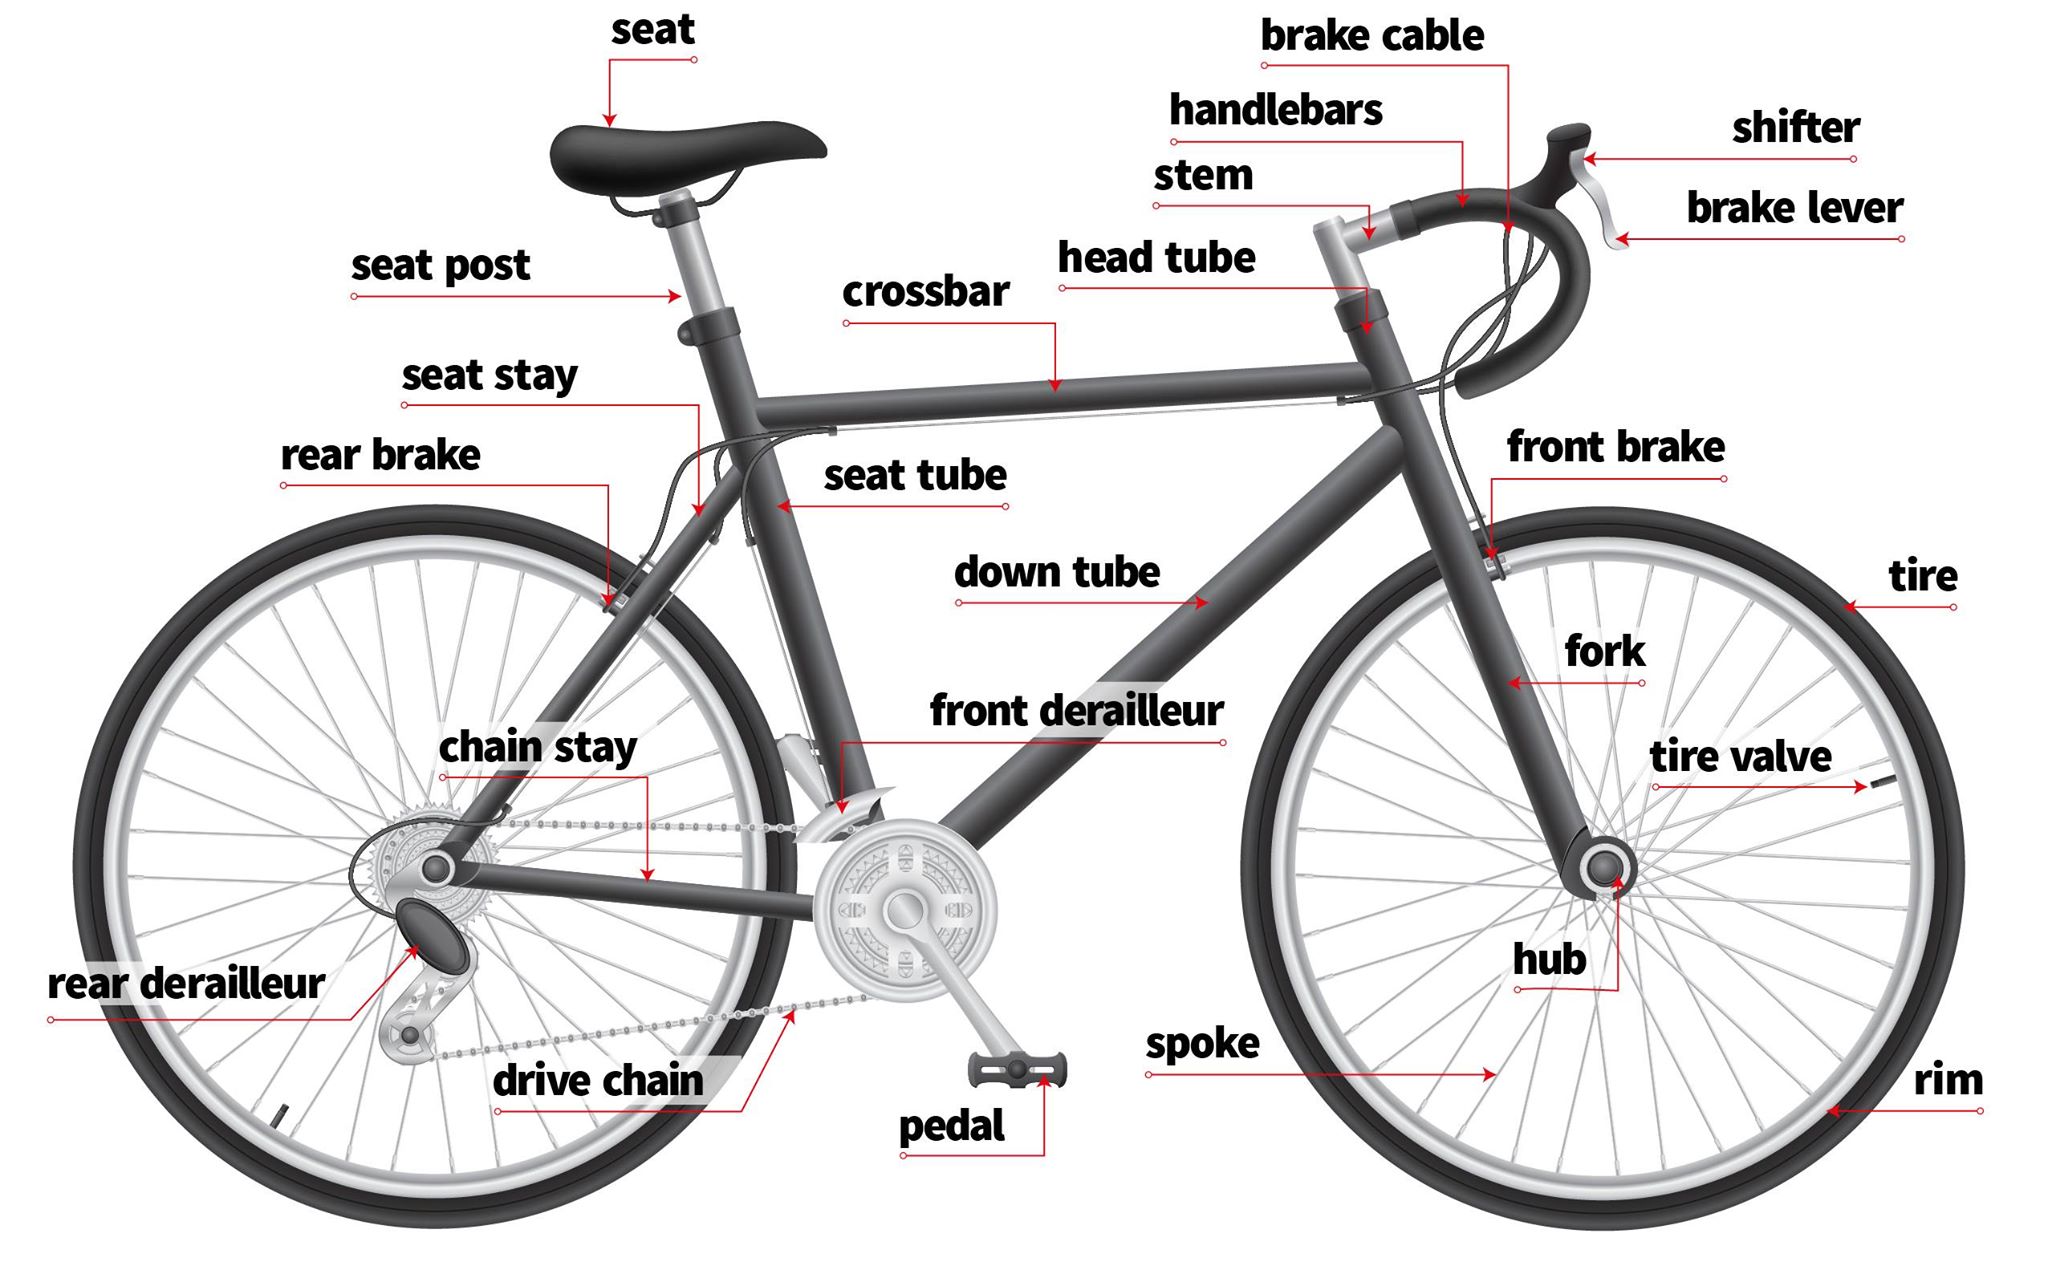 seat
brake cable
handlebars
shifter
stem
brake lever
head tube
seat post
crossbar
seat stay
rear brake
seat tube
front brake
down tube
tire
fork
front derailleur
chain stay
tire valve
hub
rear derailleur
spoke
drive chain
rim
pedal